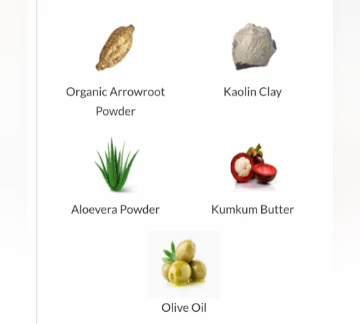 Organic Arrowroot
Powder
Kaolin Clay
Aloevera Powder
Kumkum Butter
Olive Oil